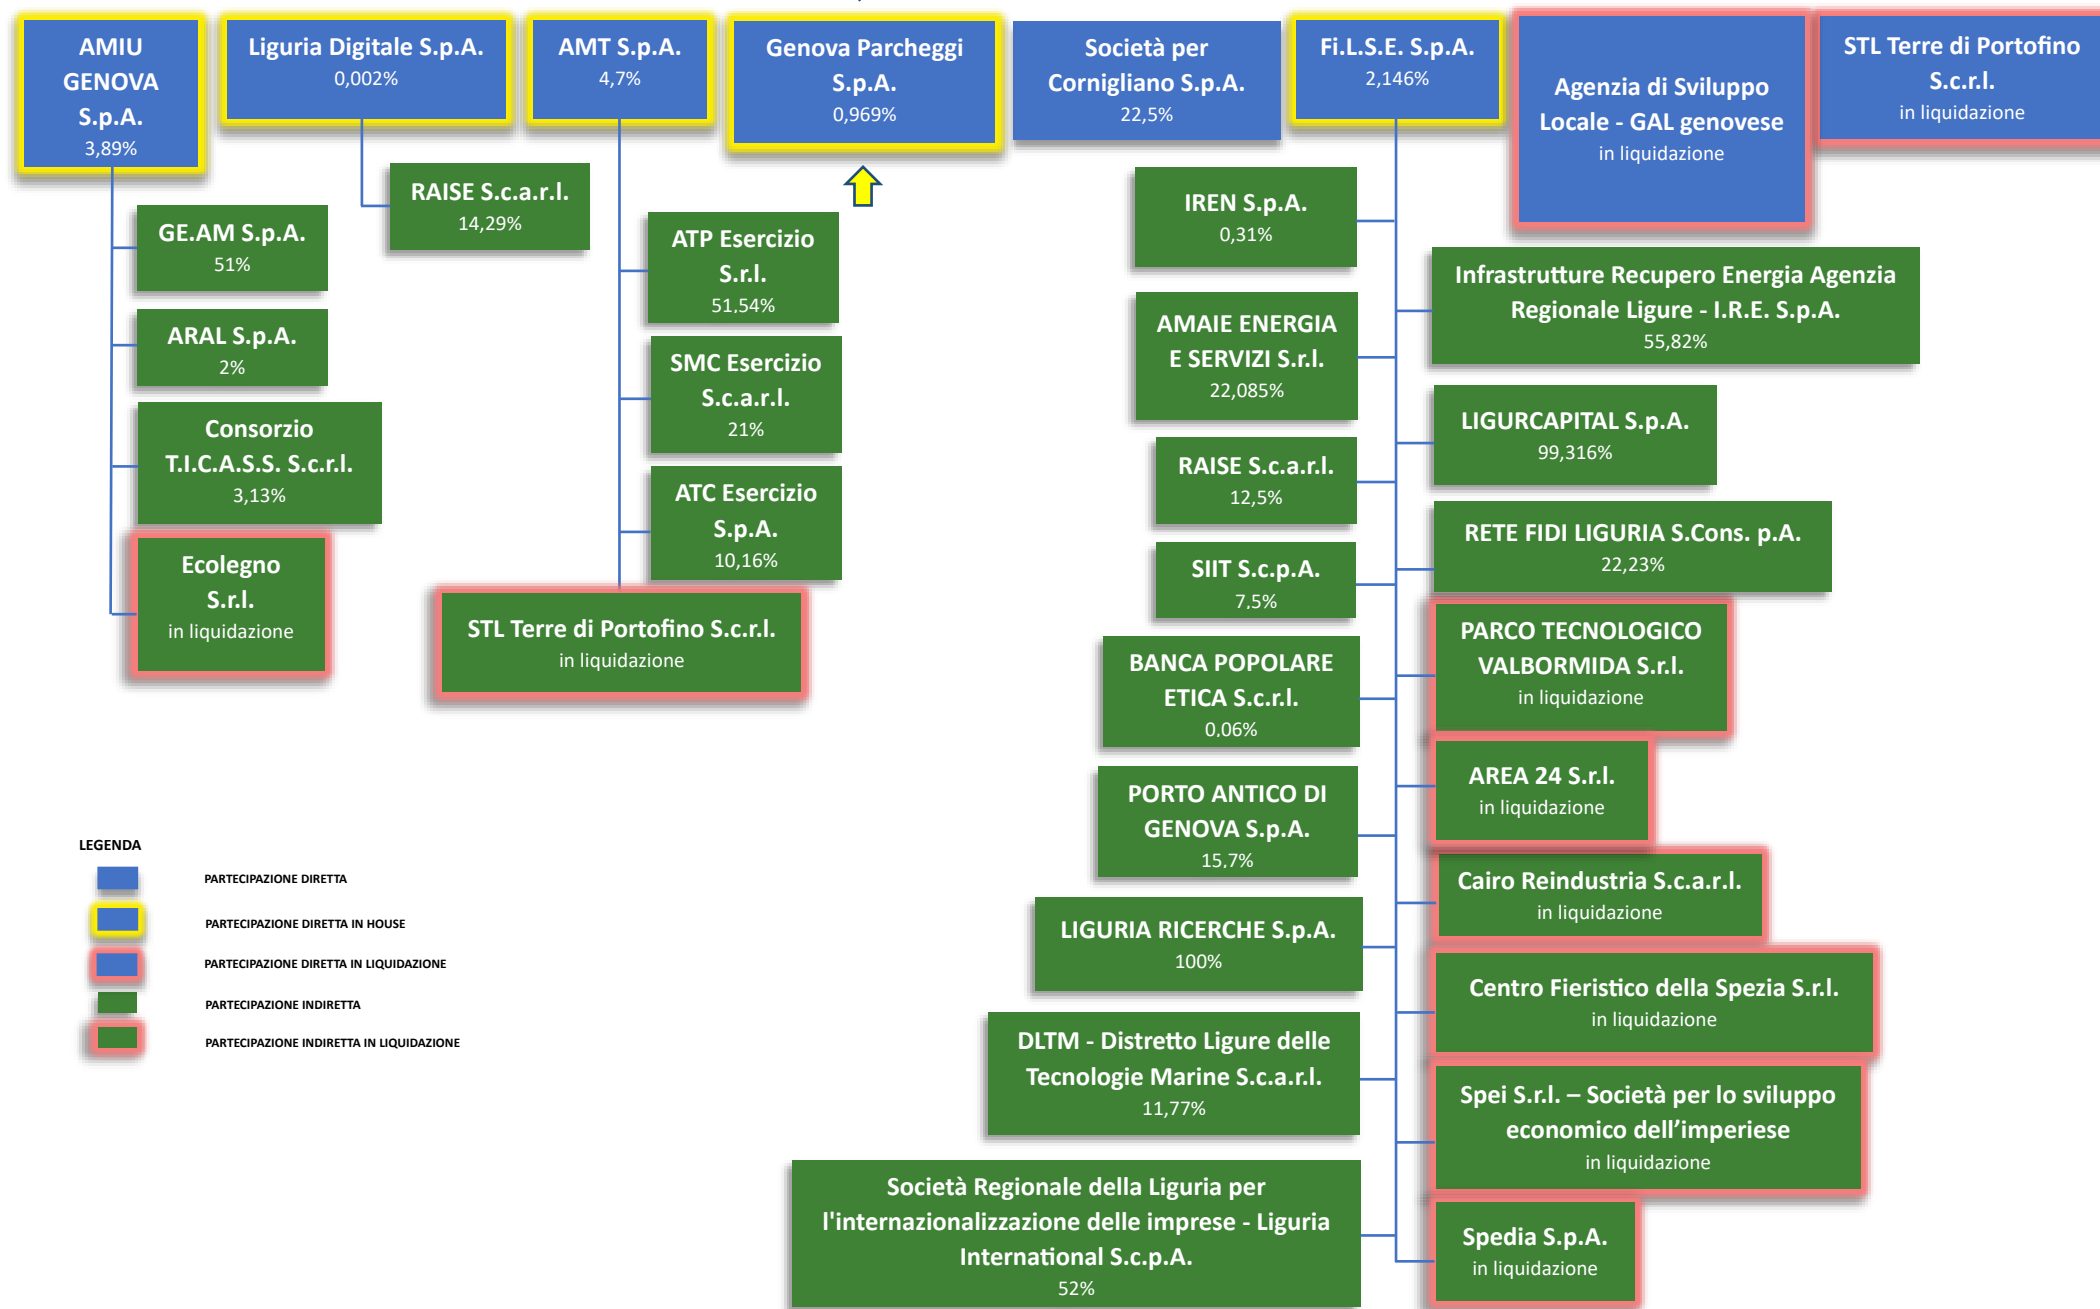 AMIU
GENOVA
S.p.A.
3,89%
Liguria Digitale S.p.A.
0,002%
AMT S.p.A.
4,7%
Genova Parcheggi
S.p.A.
0,969%
Società per
Cornigliano S.p.A.
22,5%
Fi.L.S.E. S.p.A.
2,146%
Agenzia di Sviluppo
Locale - GAL genovese
in liquidazione
STL Terre di Portofino
S.c.r.l.
in liquidazione
GE.AM S.p.A.
51%
ARAL S.p.A.
2%
Consorzio
T.I.C.A.S.S. S.c.r.l.
3,13%
Ecolegno
S.r.l.
in liquidazione
RAISE S.c.a.r.l.
14,29%
ATP Esercizio
S.r.l.
51,54%
SMC Esercizio
S.c.a.r.l.
21%
ATC Esercizio
S.p.A.
10,16%
STL Terre di Portofino S.c.r.l.
in liquidazione
IREN S.p.A.
0,31%
AMAIE ENERGIA
E SERVIZI S.r.l.
22,085%
RAISE S.c.a.r.l.
12,5%
SIIT S.c.p.A.
7,5%
BANCA POPOLARE
ETICA S.c.r.l.
0,06%
PORTO ANTICO DI
GENOVA S.p.A.
15,7%
LIGURIA RICERCHE S.p.A.
100%
DLTM - Distretto Ligure delle
Tecnologie Marine S.c.a.r.l.
11,77%
Società Regionale della Liguria per
l'internazionalizzazione delle imprese - Liguria
International S.c.p.A.
52%
Infrastrutture Recupero Energia Agenzia
Regionale Ligure - I.R.E. S.p.A.
55,82%
LIGURCAPITAL S.p.A.
99,316%
RETE FIDI LIGURIA S.Cons. p.A.
22,23%
PARCO TECNOLOGICO
VALBORMIDA S.r.l.
in liquidazione
AREA 24 S.r.l.
in liquidazione
Cairo Reindustria S.c.a.r.l.
in liquidazione
Centro Fieristico della Spezia S.r.l.
in liquidazione
Spei S.r.l. – Società per lo sviluppo
economico dell’imperiese
in liquidazione
Spedia S.p.A.
in liquidazione
LEGENDA
PARTECIPAZIONE DIRETTA
PARTECIPAZIONE DIRETTA IN HOUSE
PARTECIPAZIONE DIRETTA IN LIQUIDAZIONE
PARTECIPAZIONE INDIRETTA
PARTECIPAZIONE INDIRETTA IN LIQUIDAZIONE